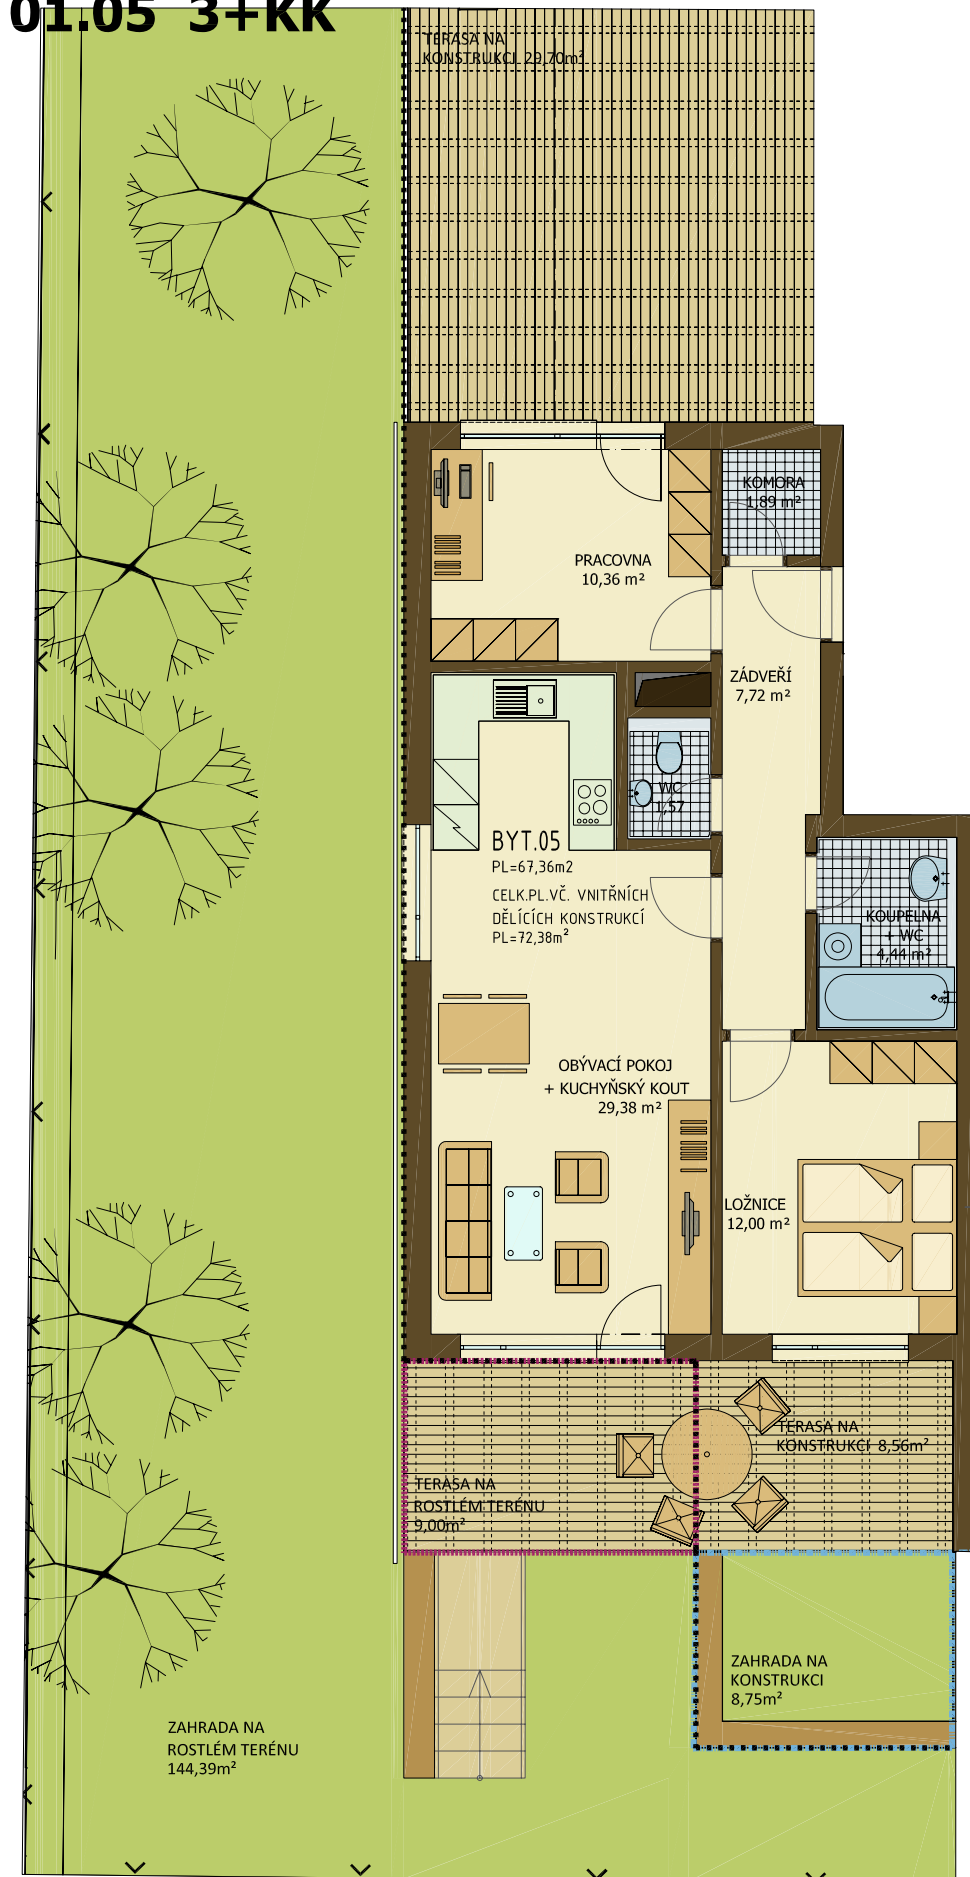 01.05 3+KK
TERASA NA
KONSTRUKCI 29,70m²
KOMORA
1,89 m²
PRACOVNA
10,36 m²
ZÁDVEŘÍ
7,72 m²
WC
1,57
BYT.05
PL=67,36m2
CELK.PL.VČ. VNITŘNÍCH
DĚLÍCÍCH KONSTRUKCÍ
PL=72,38m²
KOUPELNA
+ WC
4,44 m²
OBÝVACÍ POKOJ
+ KUCHYŇSKÝ KOUT
29,38 m²
LOŽNICE
12,00 m²
TERASA NA
KONSTRUKCI 8,56m²
TERASA NA
ROSTLÉM TERÉNU
9,00m²
ZAHRADA NA
KONSTRUKCI
8,75m²
ZAHRADA NA
ROSTLÉM TERÉNU
144,39m²